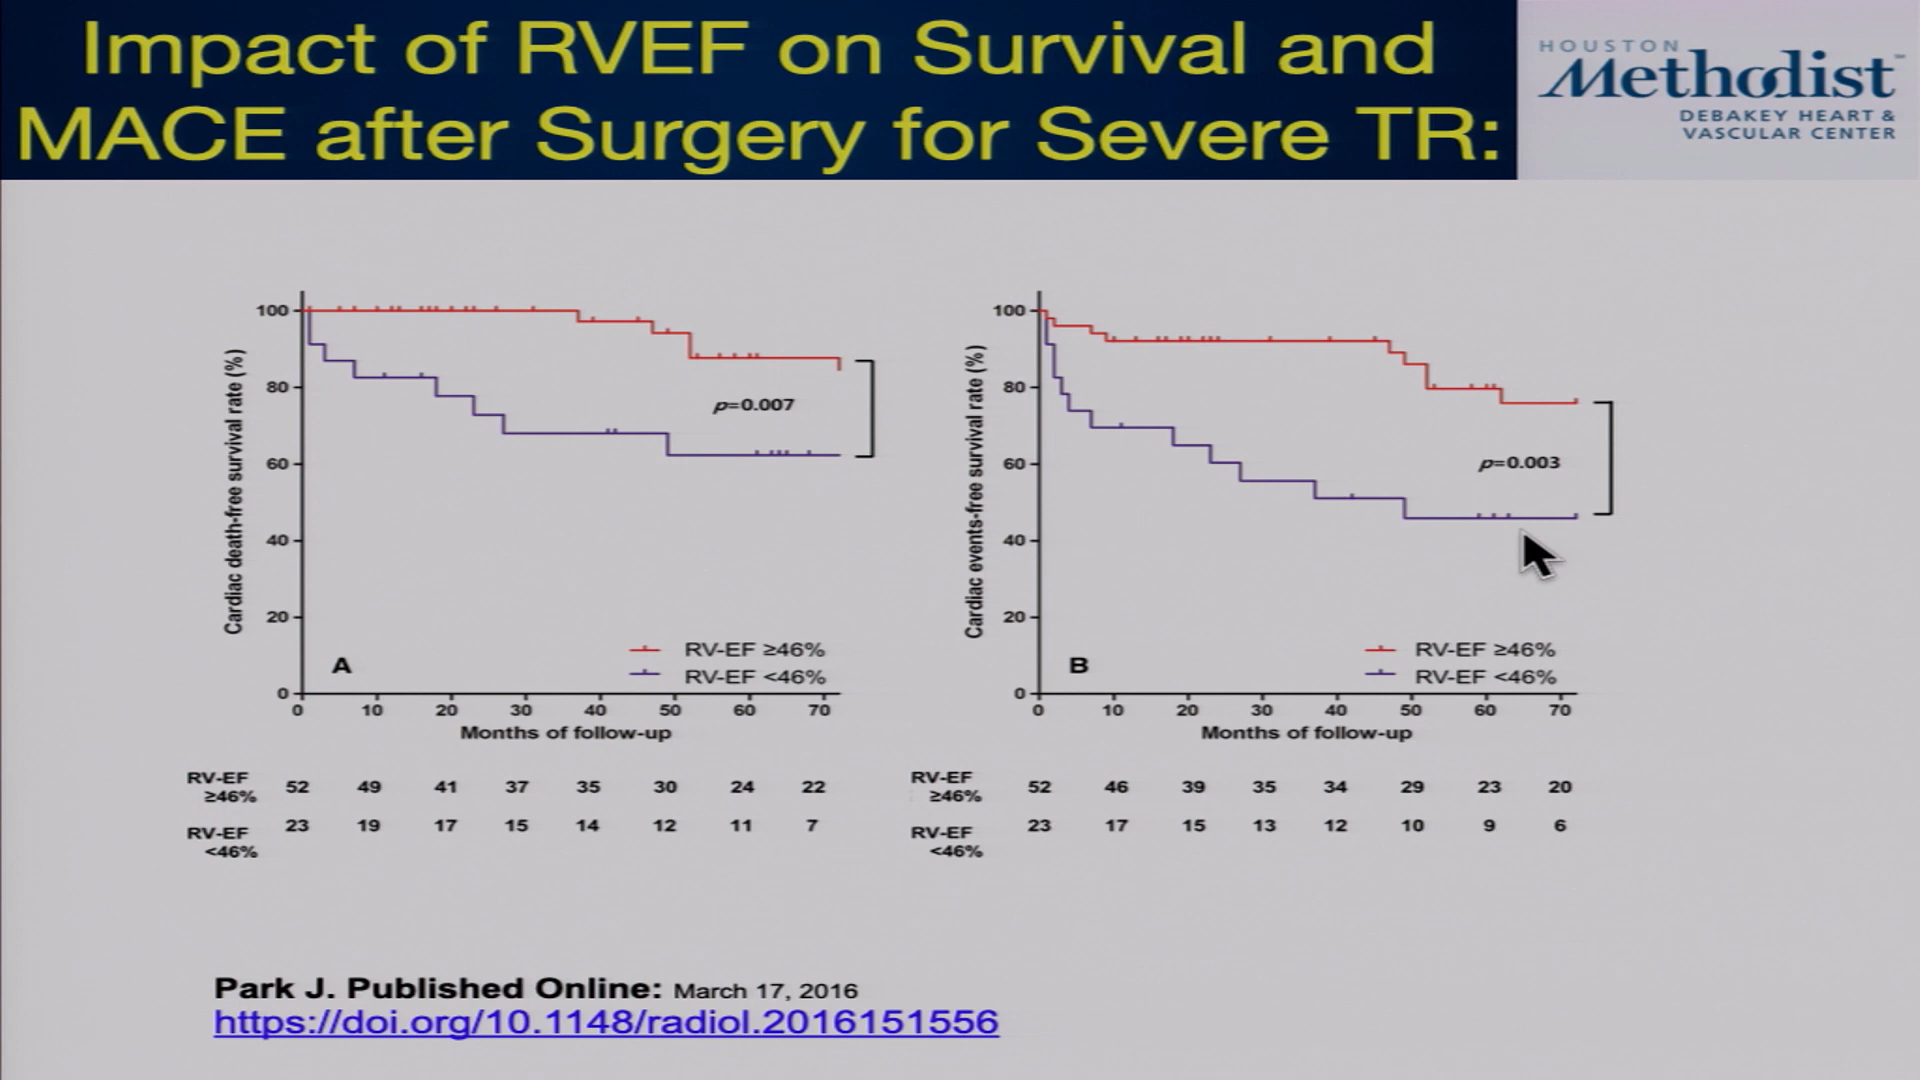 Impact of RVEF on Survival and
MACE after Surgery for Severe TR:
HOUSTON
Methodist
DEBAKEY HEART &
VASCULAR CENTER
Cardiac death-free survival rate (%)
100
80
60
40
20
0
p=0.007
A
RV-EF ≥46%
RV-EF <46%
0 10 20 30 40 50 60 70
Months of follow-up
RV-EF
≥46%
52 49 41 37 35 30 24 22
RV-EF
<46%
23 19 17 15 14 12 11 7
Cardiac events-free survival rate (%)
100
80
60
40
20
0
p=0.003
B
RV-EF ≥46%
RV-EF <46%
0 10 20 30 40 50 60 70
Months of follow-up
RV-EF
≥46%
52 46 39 35 34 29 23 20
RV-EF
<46%
23 17 15 13 12 10 9 6
Park J. Published Online: March 17, 2016
https://doi.org/10.1148/radiol.2016151556